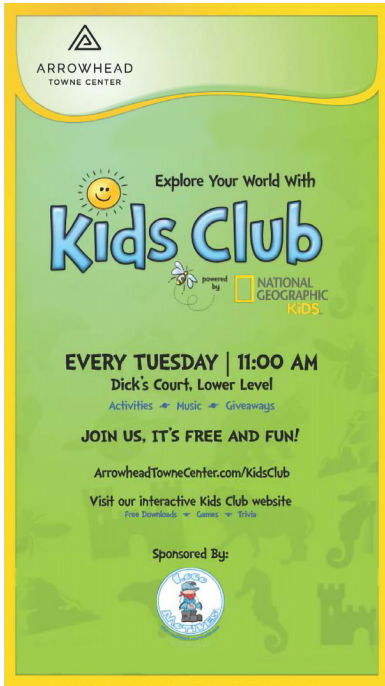 ARROWHEAD
TOWNE CENTER
Explore Your World With
Kids Club
powered
by
NATIONAL
GEOGRAPHIC
KiDS
EVERY TUESDAY | 11:00 AM
Dick's Court, Lower Level
Activities Music Giveaways
JOIN US, IT'S FREE AND FUN!
ArrowheadTowneCenter.com/KidsClub
Visit our interactive Kids Club website
Free Downloads Games Trivia
Sponsored By:
Loco
Motives